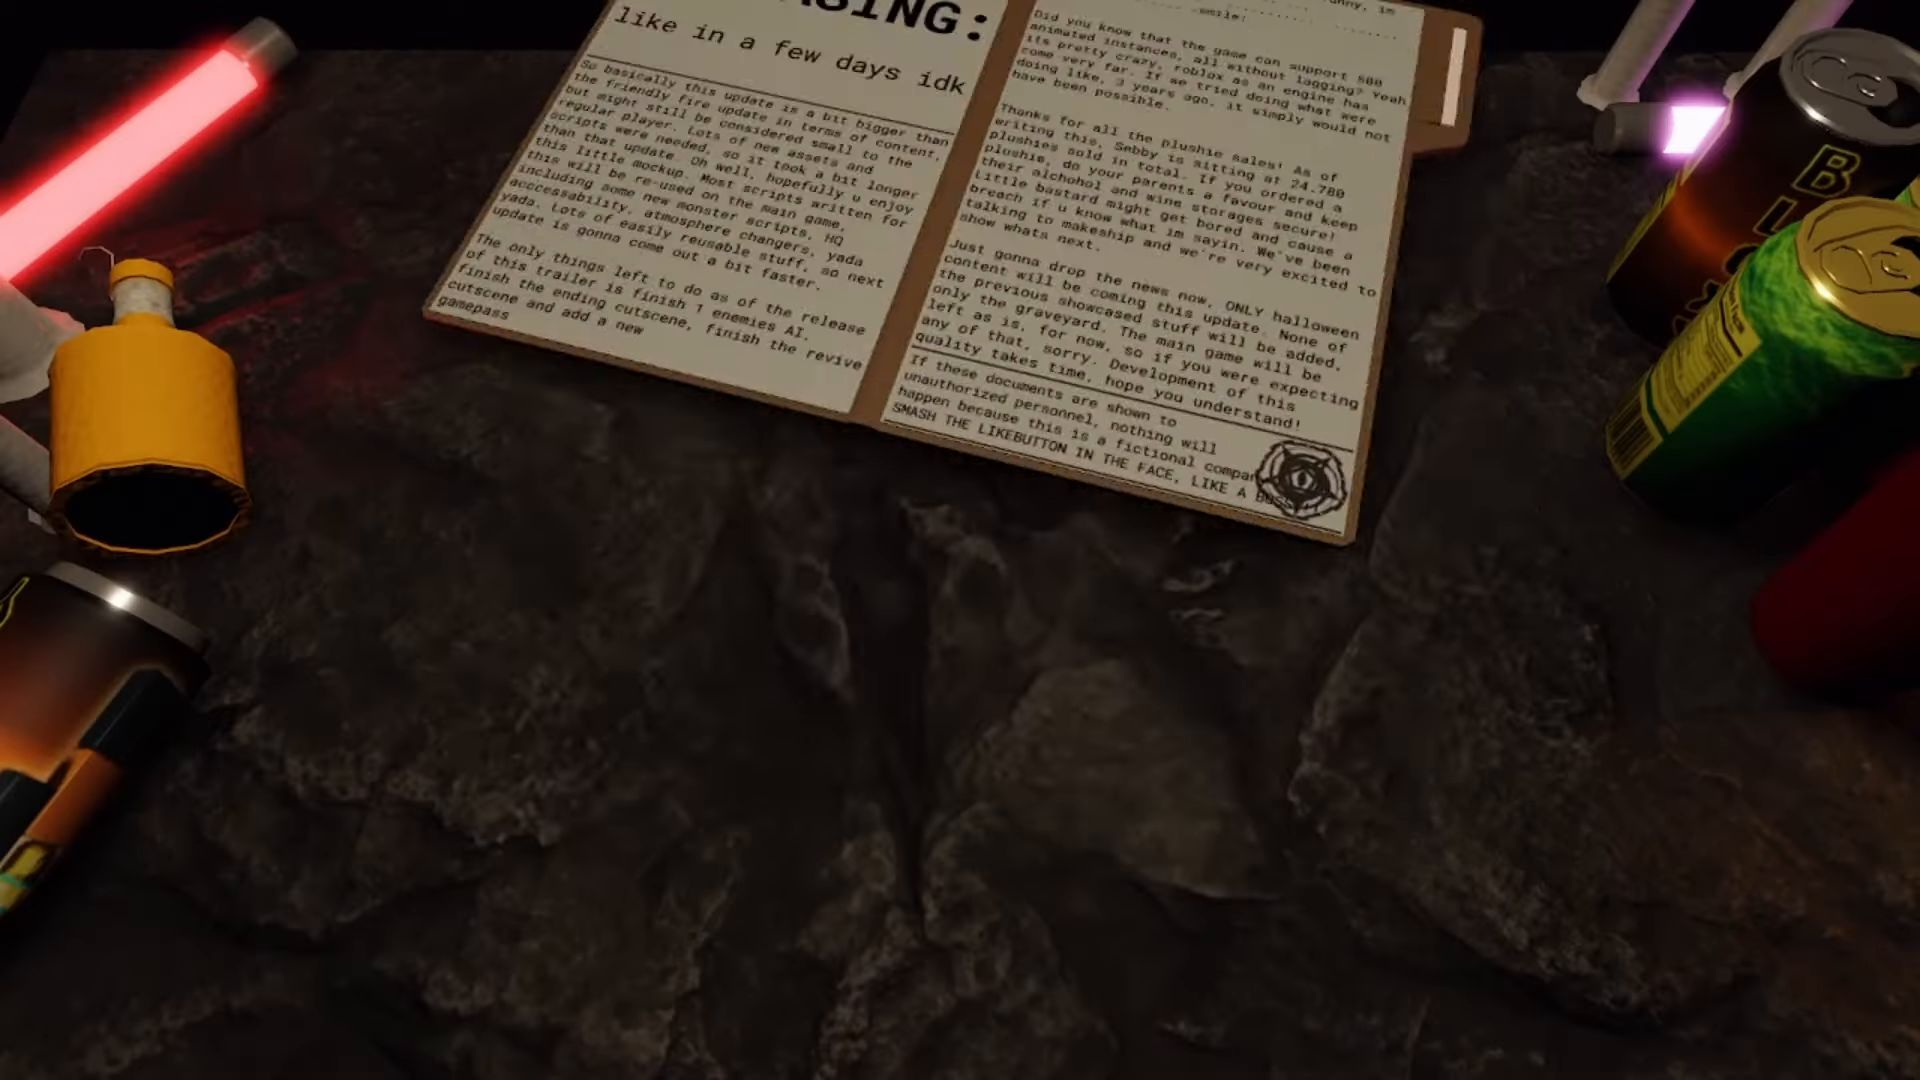 like in a few days idk
So basically this update is a bit bigger than
the friendly fire update in terms of content,
but might still be considered small to the
regular player. Lots of new assets and
scripts were needed, so it took a bit longer
than that update. Oh well, hopefully u enjoy
this little mockup. Most scripts written for
this will be re-used on the main game,
including some new monster scripts, HQ
acccessability, atmosphere changers, yada
yada. Lots of easily reusable stuff, so next
update is gonna come out a bit faster.
The only things left to do as of the release
of this trailer is finish 1 enemies AI.
finish the ending cutscene, finish the revive
cutscene and add a new
gamepass
smile:
Did you know that the game can support 500
animated instances, all without lagging? Yeah
its pretty crazy, roblox as an engine has
come very far. If we tried doing what were
doing like, 3 years ago, it simply would not
have been possible.
Thanks for all the plushie sales! As of
writing this, Sebby is sitting at 24.780
plushies sold in total. If you ordered a
plushie, do your parents a favour and keep
their alchohol and wine storages secure!
Little bastard might get bored and cause a
breach if u know what im sayin. We've been
talking to makeship and we're very excited to
show whats next.
Just gonna drop the news now, ONLY halloween
content will be coming this update. None of
the previous showcased stuff will be added,
only the graveyard. The main game will be
left as is, for now, so if you were expecting
any of that, sorry. Development of this
quality takes time, hope you understand!
If these documents are shown to
unauthorized personnel, nothing will
happen because this is a fictional
SMASH THE LIKEBUTTON IN THE FACE, LIKE A